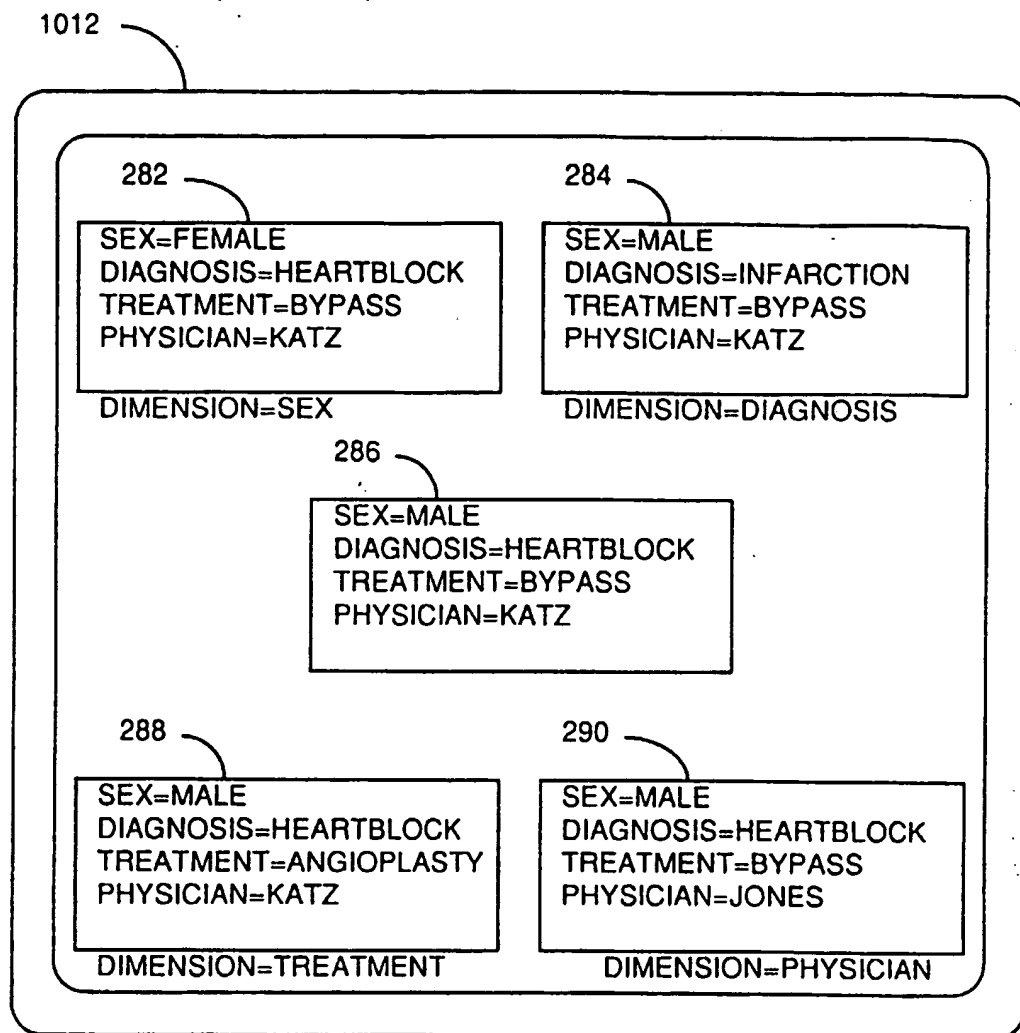 1012
282
SEX=FEMALE
DIAGNOSIS=HEARTBLOCK
TREATMENT=BYPASS
PHYSICIAN=KATZ
DIMENSION=SEX
284
SEX=MALE
DIAGNOSIS=INFARCTION
TREATMENT=BYPASS
PHYSICIAN=KATZ
DIMENSION=DIAGNOSIS
286
SEX=MALE
DIAGNOSIS=HEARTBLOCK
TREATMENT=BYPASS
PHYSICIAN=KATZ
288
SEX=MALE
DIAGNOSIS=HEARTBLOCK
TREATMENT=ANGIOPLASTY
PHYSICIAN=KATZ
DIMENSION=TREATMENT
290
SEX=MALE
DIAGNOSIS=HEARTBLOCK
TREATMENT=BYPASS
PHYSICIAN=JONES
DIMENSION=PHYSICIAN